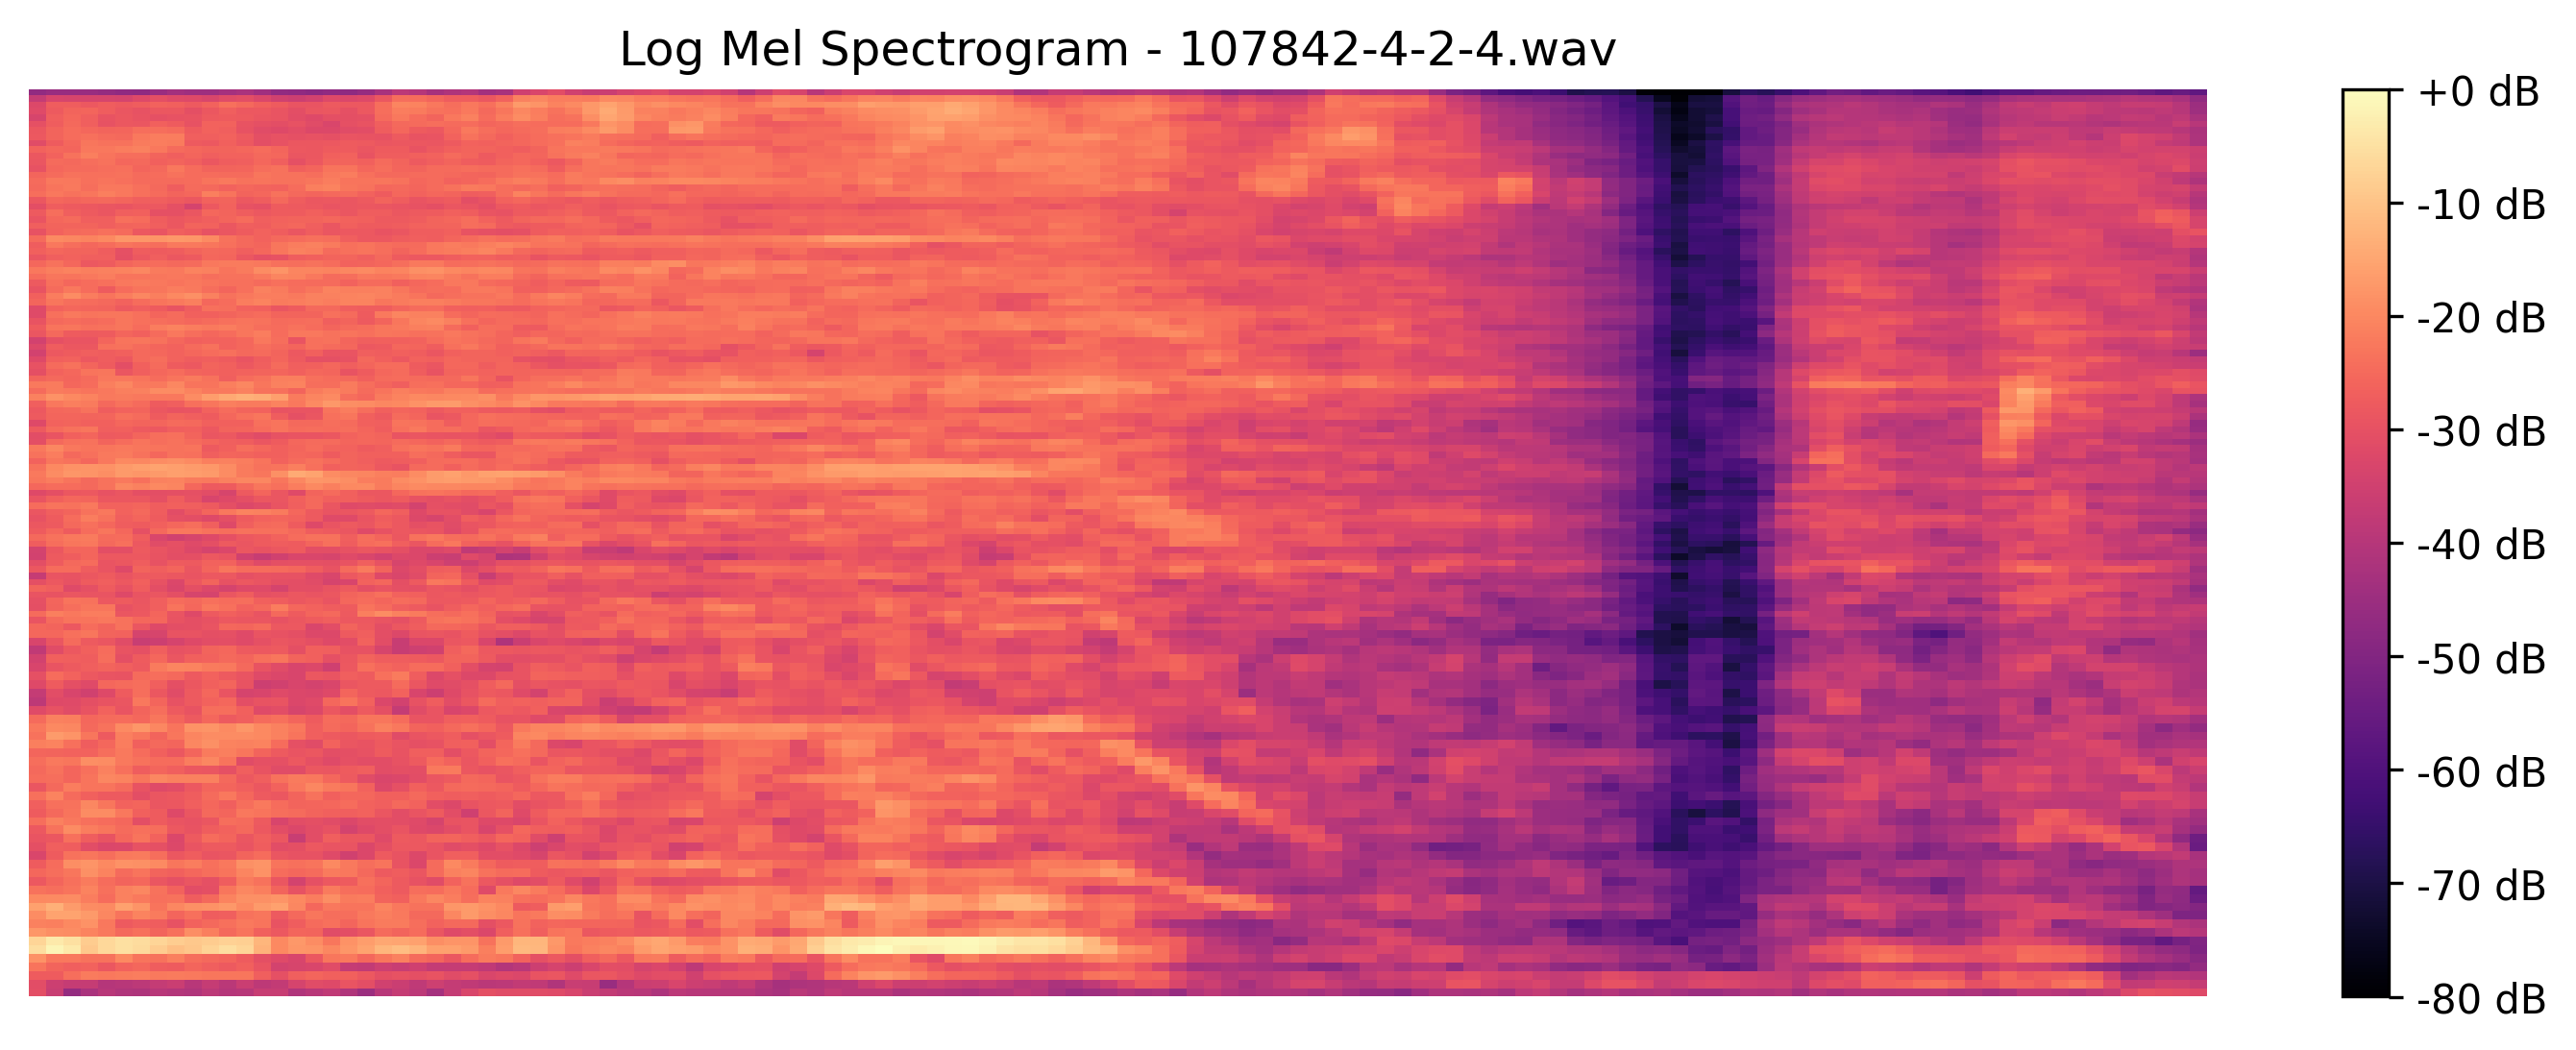 Log Mel Spectrogram - 107842-4-2-4.wav
+0 dB
-10 dB
-20 dB
-30 dB
-40 dB
-50 dB
-60 dB
-70 dB
-80 dB